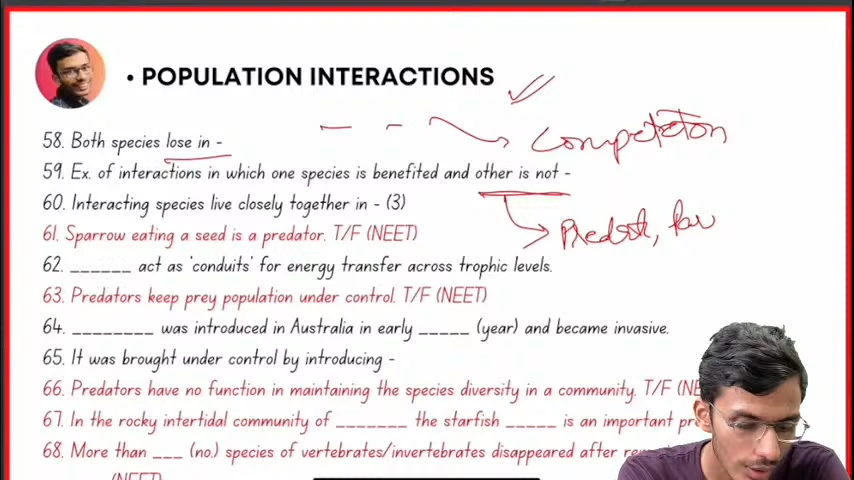 • POPULATION INTERACTIONS
58. Both species lose in -
competeton
59. Ex. of interactions in which one species is benefited and other is not -
60. Interacting species live closely together in - (3)
61. Sparrow eating a seed is a predator. T/F (NEET)
62. ______ act as 'conduits' for energy transfer across trophic levels.
63. Predators keep prey population under control. T/F (NEET)
64. ________ was introduced in Australia in early _____ (year) and became invasive.
65. It was brought under control by introducing -
66. Predators have no function in maintaining the species diversity in a community. T/F (NE
67. In the rocky intertidal community of _______ the starfish _____ is an important pre
68. More than ___ (no.) species of vertebrates/invertebrates disappeared after
(NEET)